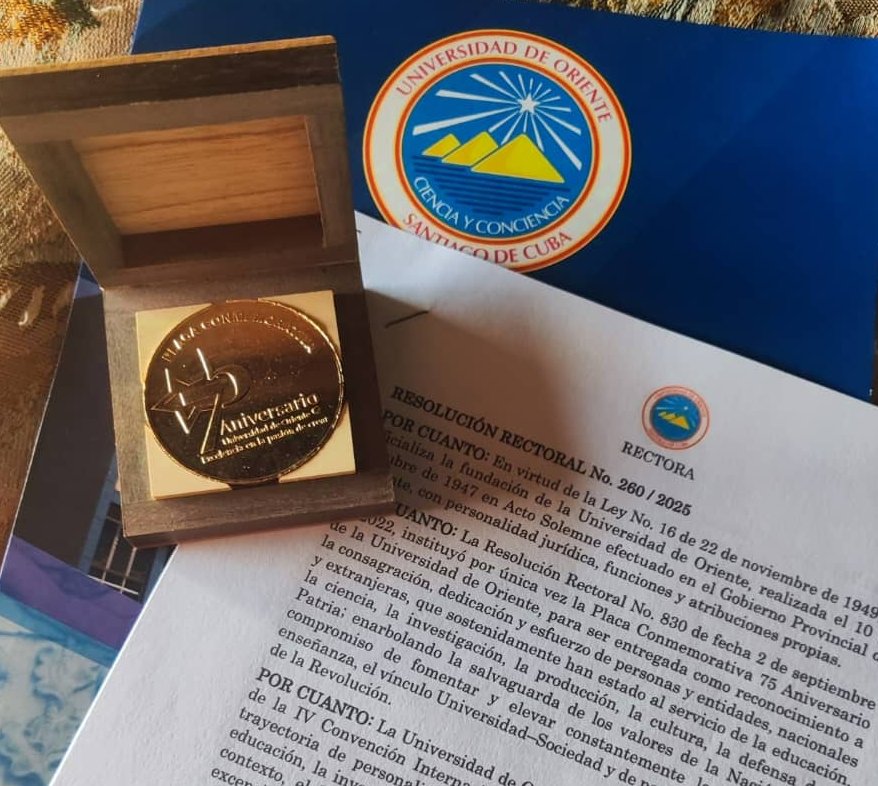 UNIVERSIDAD DE ORIENTE
CIENCIA Y CONCIENCIA
SANTIAGO DE CUBA
PLACA CONMEMORATIVA
Aniversario
Universidad de Oriente
Excelencia en la pasión de crear
RECTORA
RESOLUCIÓN RECTORAL No. 260 / 2025
POR CUANTO: En virtud de la Ley No. 16 de 22 de noviembre de 1949
la fundación de la Universidad de Oriente, realizada el 10
de 1947 en Acto Solemne efectuado en el Gobierno Provincial
con personalidad jurídica, funciones y atribuciones propias.
La Resolución Rectoral No. 830 de fecha 2 de septiembre
2022, instituyó por única vez la Placa Conmemorativa 75 Aniversario
de la Universidad de Oriente, para ser entregada como reconocimiento a
la consagración, dedicación y esfuerzo de personas y entidades, nacionales
y extranjeras, que sostenidamente han estado al servicio de la educación,
la ciencia, la investigación, la producción, la cultura, la defensa de
Patria; enarbolando la salvaguarda de los valores de la
compromiso de fomentar y elevar constantemente
enseñanza, el vínculo Universidad–Sociedad y de
de la Revolución.
POR CUANTO: La Universidad de
de la IV Convención
trayectoria de
educación, la
contexto, el